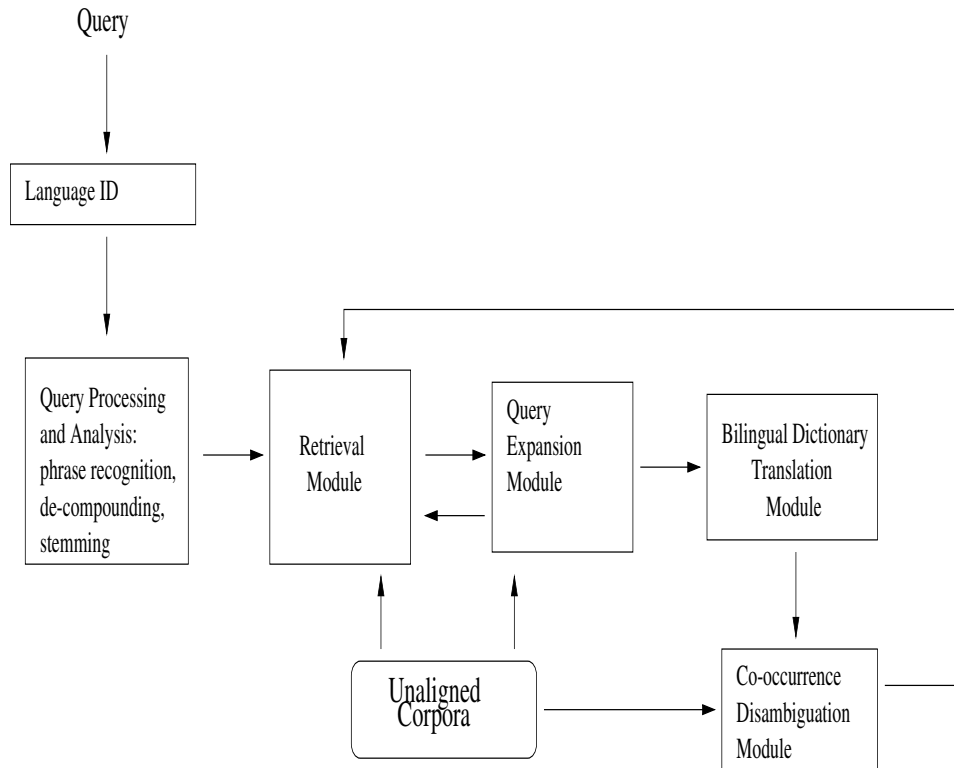 Query
Language ID
Query Processing
and Analysis:
phrase recognition,
de-compounding,
stemming
Retrieval
Module
Query
Expansion
Module
Bilingual Dictionary
Translation
Module
Unaligned
Corpora
Co-occurrence
Disambiguation
Module